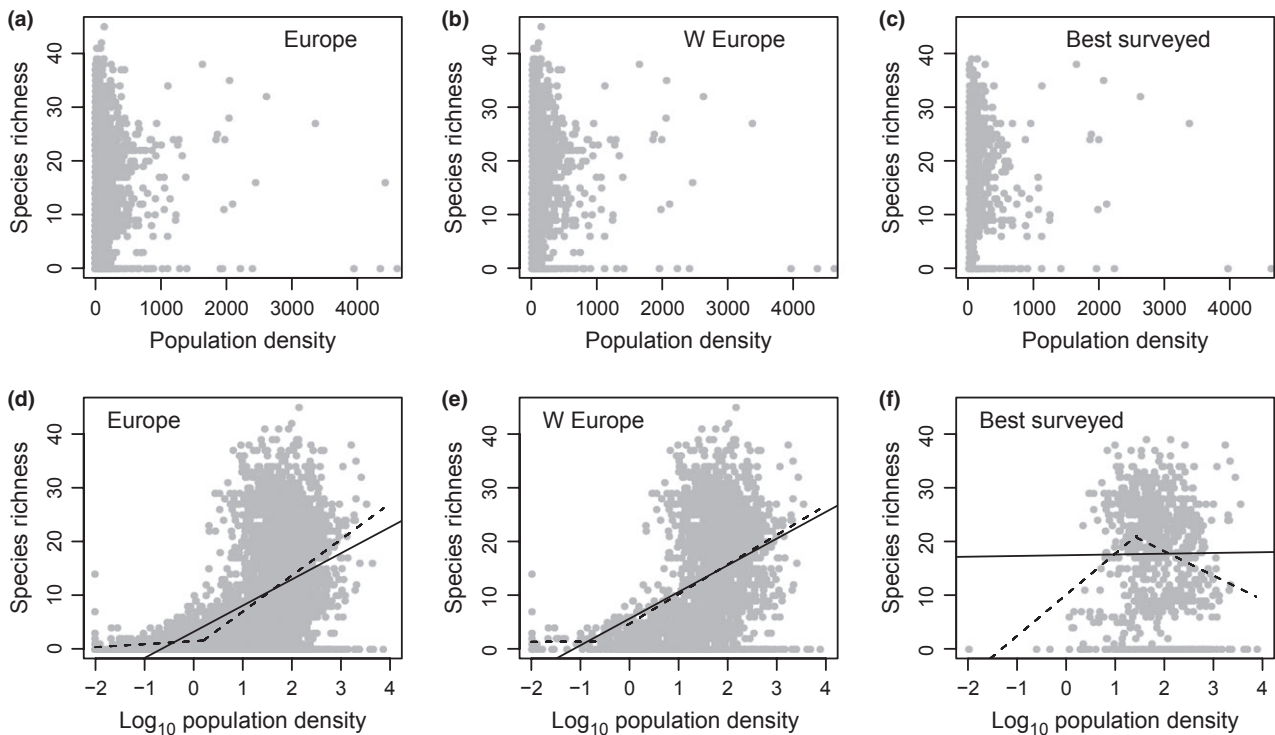 (a)
Europe
Species richness
40
30
20
10
0
0 1000 2000 3000 4000
Population density
(b)
W Europe
Species richness
40
30
20
10
0
0 1000 2000 3000 4000
Population density
(c)
Best surveyed
Species richness
40
30
20
10
0
0 1000 2000 3000 4000
Population density
(d)
Europe
Species richness
40
30
20
10
0
−2 −1 0 1 2 3 4
Log10 population density
(e)
W Europe
Species richness
40
30
20
10
0
−2 −1 0 1 2 3 4
Log10 population density
(f)
Best surveyed
Species richness
40
30
20
10
0
−2 −1 0 1 2 3 4
Log10 population density